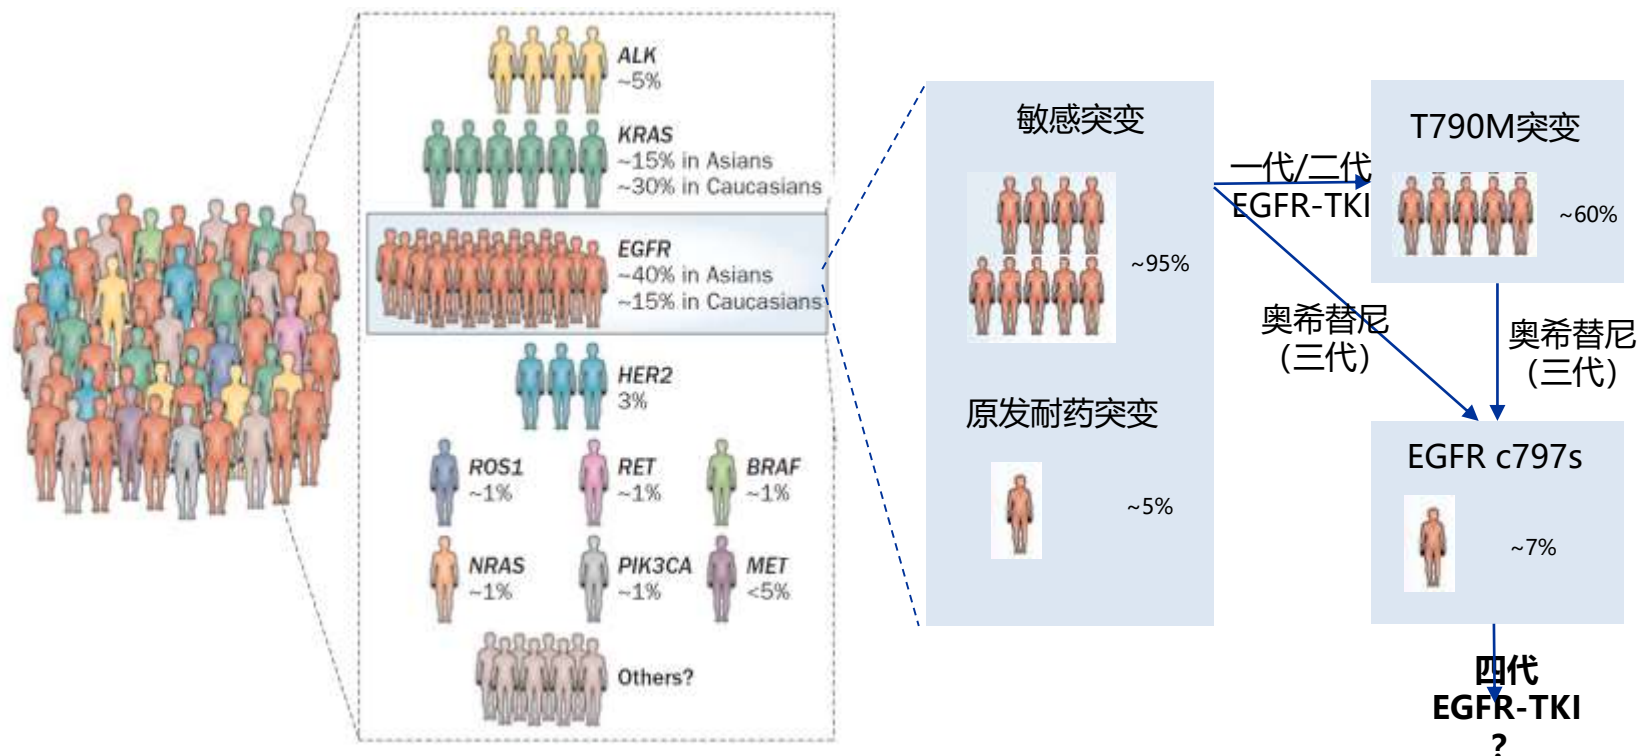 ALK
~5%
KRAS
~15% in Asians
~30% in Caucasians
EGFR
~40% in Asians
~15% in Caucasians
HER2
3%
ROS1
~1%
RET
~1%
BRAF
~1%
NRAS
~1%
PIK3CA
~1%
MET
<5%
Others?
敏感突变
~95%
原发耐药突变
~5%
一代/二代
EGFR-TKI
T790M突变
~60%
奥希替尼
（三代）
奥希替尼
（三代）
EGFR c797s
~7%
四代
EGFR-TKI
?